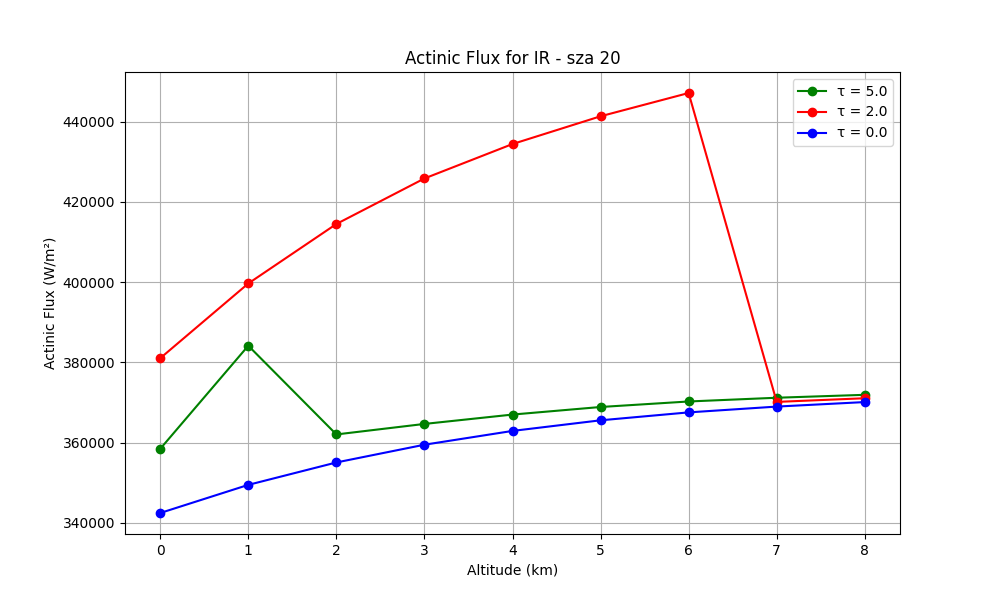 Actinic Flux for IR - sza 20
τ = 5.0
τ = 2.0
τ = 0.0
Actinic Flux (W/m²)
440000
420000
400000
380000
360000
340000
0 1 2 3 4 5 6 7 8
Altitude (km)